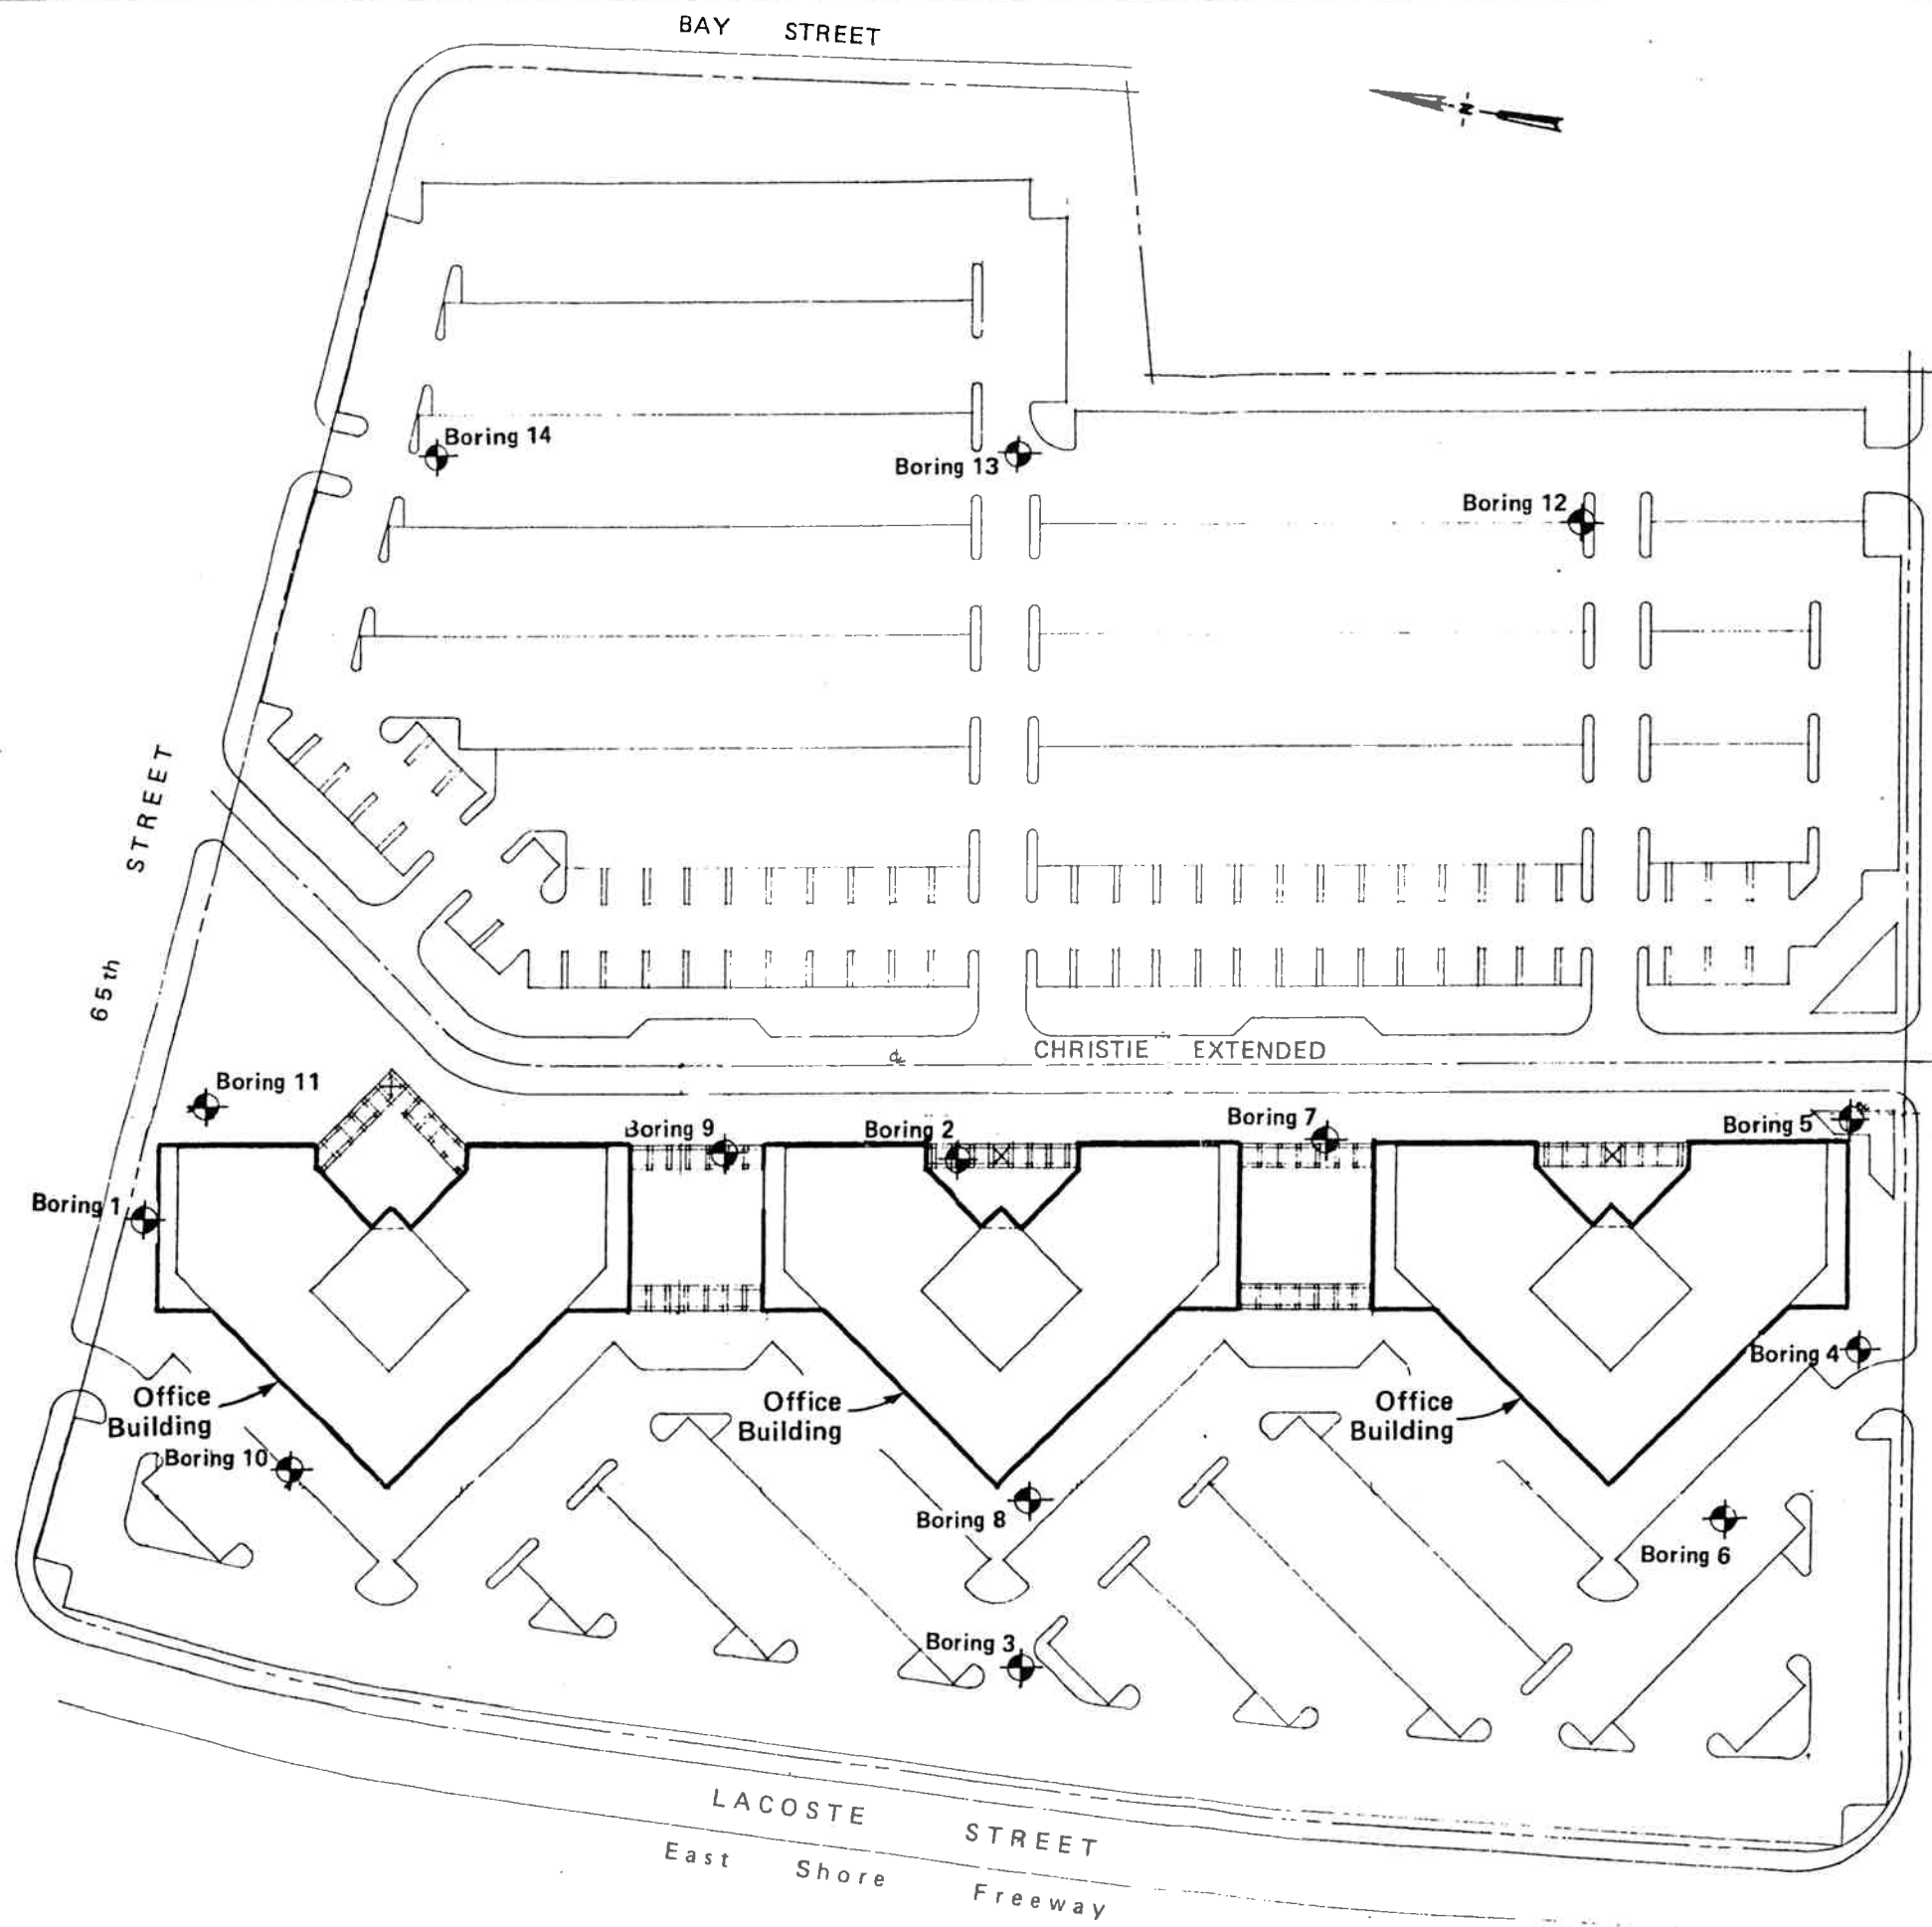 BAY STREET
N
Boring 14
Boring 13
Boring 12
65th STREET
CHRISTIE EXTENDED
Boring 11
Boring 9
Boring 2
Boring 7
Boring 5
Boring 1
Boring 4
Office
Building
Office
Building
Office
Building
Boring 10
Boring 8
Boring 6
Boring 3
LACOSTE STREET
East Shore Freeway